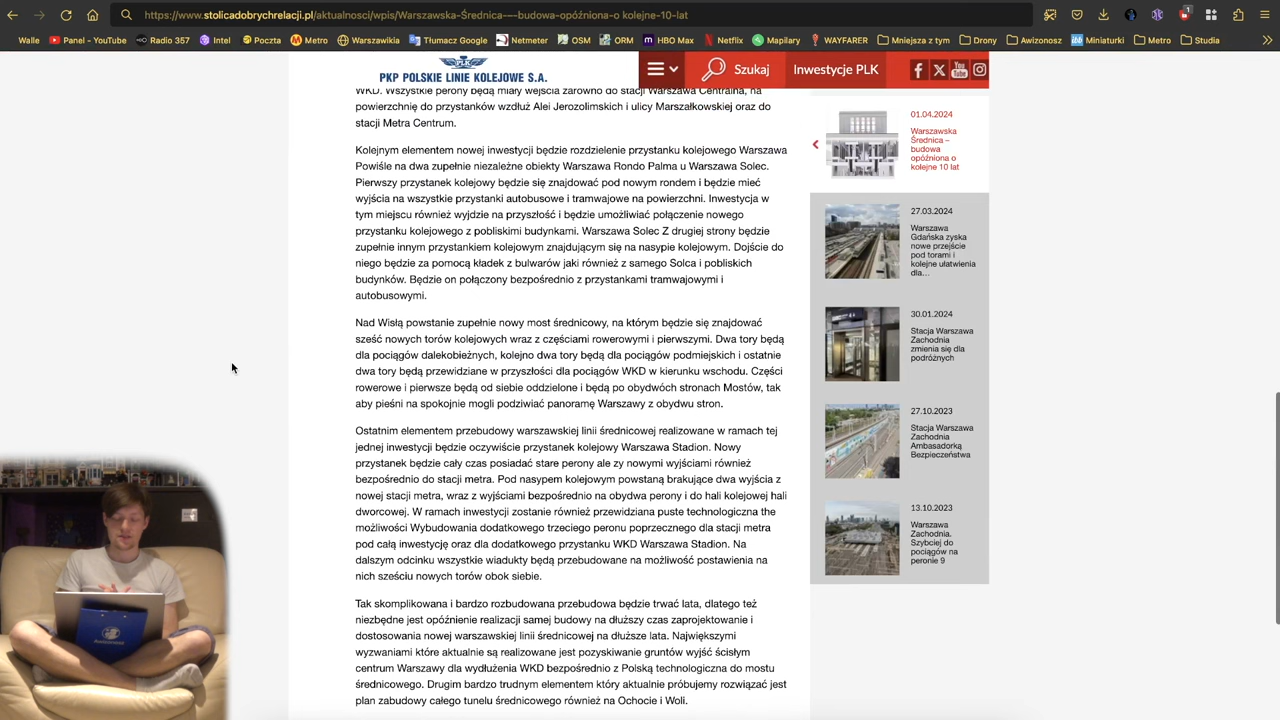 https://www.stolicadobrychrelacji.pl/aktualnosci/wpisy/aktualnosci/wydawca-Średnica-–--budowa-opóźniona-o kolejne-10-lat
Walle
Panel - YouTube
Radio 357
Intel
Poczta
Metro
Warszawikia
Tłumacz Google
Netmeter
OSM
ORM
HBO Max
Netflix
Mapilary
WAYFARER
Mniejsza z tym
Drony
Awizonosz
Miniatuki
Metro
Studia
PKP POLSKIE LINIE KOLEJOWE S.A.
Szukaj
Inwestycje PLK
WKD. Wszystkie perony będą miały wejścia zarówno do stacji Warszawa Centralna, na
powierzchnię do przystanków wzdłuż Alei Jerozolimskich i ulicy Marszałkowskiej oraz do
stacji Metra Centrum.
Kolejnym elementem nowej inwestycji będzie rozdzielenie przystanku kolejowego Warszawa
Powiśle na dwa zupełnie niezależne obiekty Warszawa Rondo Palma u Warszawa Solec.
Pierwszy przystanek kolejowy będzie się znajdować pod nowym rondem i będzie mieć
wyjścia na wszystkie przystanki autobusowe i tramwajowe na powierzchni. Inwestycja w
tym miejscu również wyjdzie na przyszłość i będzie umożliwiać połączenie nowego
przystanku kolejowego z pobliskimi budynkami. Warszawa Solec Z drugiej strony będzie
zupełnie innym przystankiem kolejowym znajdującym się na nasypie kolejowym. Dojście do
niego będzie za pomocą kładek z bulwarów jaki również z samego Solca i pobliskich
budynków. Będzie on połączony bezpośrednio z przystankami tramwajowymi i
autobusowymi.
Nad Wisłą powstanie zupełnie nowy most średnicowy, na którym będzie się znajdować
sześć nowych torów kolejowych wraz z częściami rowerowymi i pierwszymi. Dwa tory będą
dla pociągów dalekobieżnych, kolejno dwa tory będą dla pociągów podmiejskich i ostatnie
dwa tory będą przewidziane w przyszłości dla pociągów WKD w kierunku wschodu. Części
rowerowe i pierwsze będą od siebie oddzielone i będą po obydwóch stronach Mostów, tak
aby pieśni na spokojnie mogli podziwiać panoramę Warszawy z obydwu stron.
Ostatnim elementem przebudowy warszawskiej linii średnicowej realizowane w ramach tej
jednej inwestycji będzie oczywiście przystanek kolejowy Warszawa Stadion. Nowy
przystanek będzie cały czas posiadać stare perony ale zy nowymi wyjściami również
bezpośrednio do stacji metra. Pod nasypem kolejowym powstaną brakujące dwa wyjścia z
nowej stacji metra, wraz z wyjściami bezpośrednio na obydwa perony i do hali kolejowej hali
dworcowej. W ramach inwestycji zostanie również przewidziana puste technologiczna the
możliwości Wybudowania dodatkowego trzeciego peronu poprzecznego dla stacji metra
pod całą inwestycję oraz dla dodatkowego przystanku WKD Warszawa Stadion. Na
dalszym odcinku wszystkie wiadukty będą przebudowane na możliwość postawienia na
nich sześciu nowych torów obok siebie.
Tak skomplikowana i bardzo rozbudowana przebudowa będzie trwać lata, dlatego też
niezbędne jest opóźnienie realizacji samej budowy na dłuższy czas zaprojektowanie i
dostosowania nowej warszawskiej linii średnicowej na dłuższe lata. Największymi
wyzwaniami które aktualnie są realizowane jest pozyskiwanie gruntów wyjść ścisłym
centrum Warszawy dla wydłużenia WKD bezpośrednio z Polską technologiczna do mostu
średnicowego. Drugim bardzo trudnym elementem który aktualnie próbujemy rozwiązać jest
plan zabudowy całego tunelu średnicowego również na Ochocie i Woli.
01.04.2024
Warszawska
Średnica –
budowa
opóźniona o
kolejne 10 lat
27.03.2024
Warszawa
Gdańska zyska
nowe przejście
pod torami i
kolejne ułatwienia
dla...
30.01.2024
Stacja Warszawa
Zachodnia
zmienia się dla
podróżnych
27.10.2023
Stacja Warszawa
Zachodnia
Ambasadorką
Bezpieczeństwa
13.10.2023
Warszawa
Zachodnia.
Szybciej do
pociągów na
peronie 9